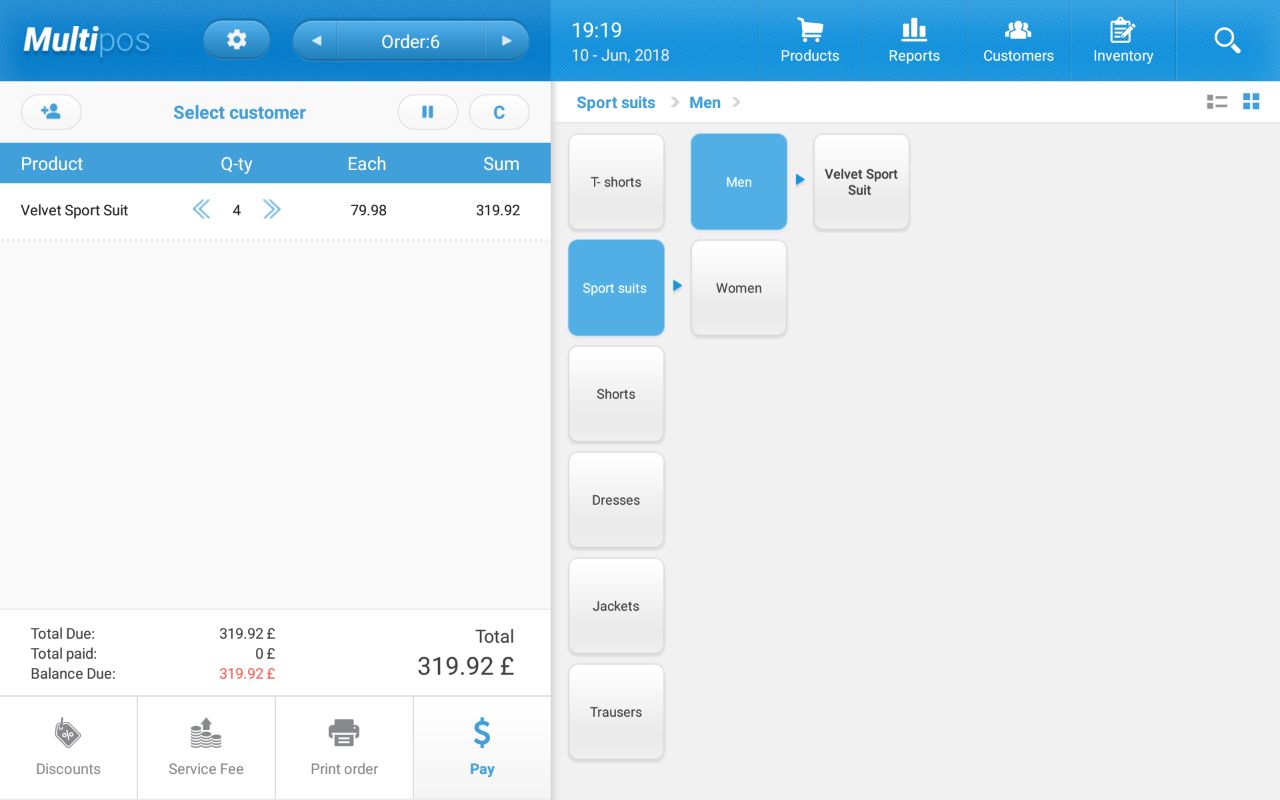 Multipos
Order:6
19:19
10 - Jun, 2018
Products
Reports
Customers
Inventory
Select customer
C
Sport suits
Men
Product Q-ty Each Sum
Velvet Sport Suit 4 79.98 319.92
Total Due: 319.92 £
Total paid: 0 £
Balance Due: 319.92 £
Total
319.92 £
Discounts
Service Fee
Print order
$
Pay
T- shorts
Men
Velvet Sport
Suit
Sport suits
Women
Shorts
Dresses
Jackets
Trausers